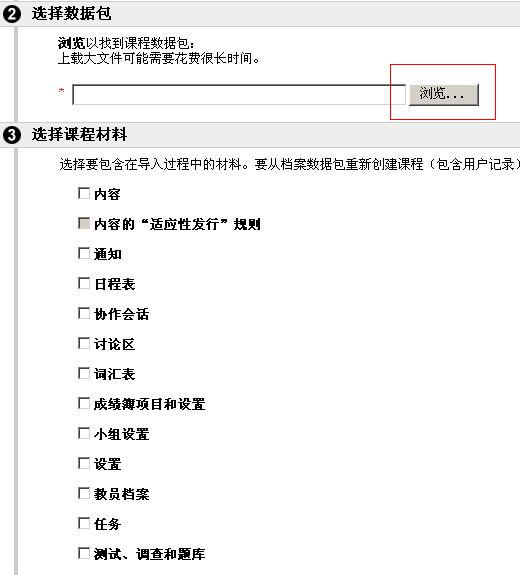 2 选择数据包
浏览以找到课程数据包：
上载大文件可能需要花费很长时间。
* 浏览...
3 选择课程材料
选择要包含在导入过程中的材料。要从档案数据包重新创建课程（包含用户记录）
内容
内容的“适应性发行”规则
通知
日程表
协作会话
讨论区
词汇表
成绩簿项目和设置
小组设置
设置
教员档案
任务
测试、调查和题库